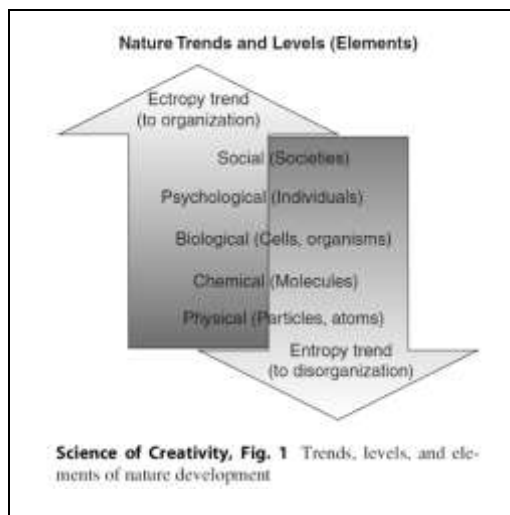 Nature Trends and Levels (Elements)
Ectropy trend
(to organization)
Social (Societies)
Psychological (Individuals)
Biological (Cells, organisms)
Chemical (Molecules)
Physical (Particles, atoms)
Entropy trend
(to disorganization)
Science of Creativity, Fig. 1 Trends, levels, and ele-
ments of nature development